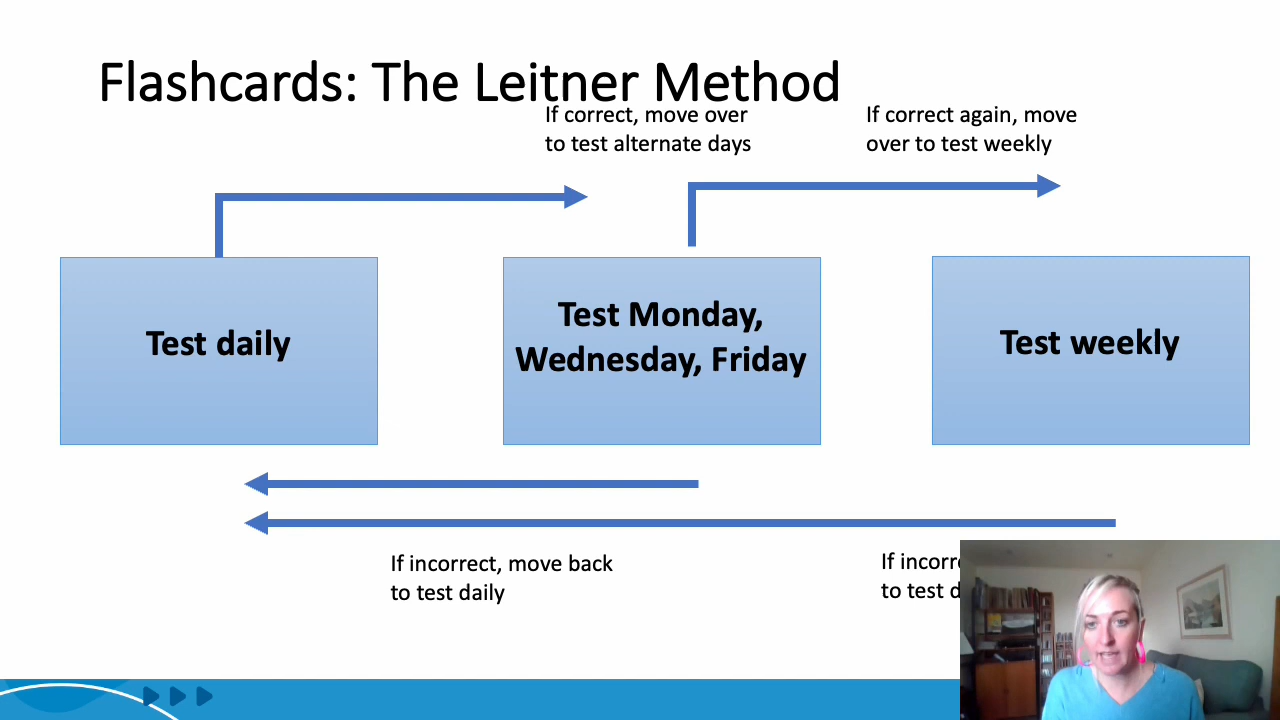 Flashcards: The Leitner Method
If correct, move over
to test alternate days
If correct again, move
over to test weekly
Test daily
Test Monday,
Wednesday, Friday
Test weekly
If incorrect, move back
to test daily
If
to test